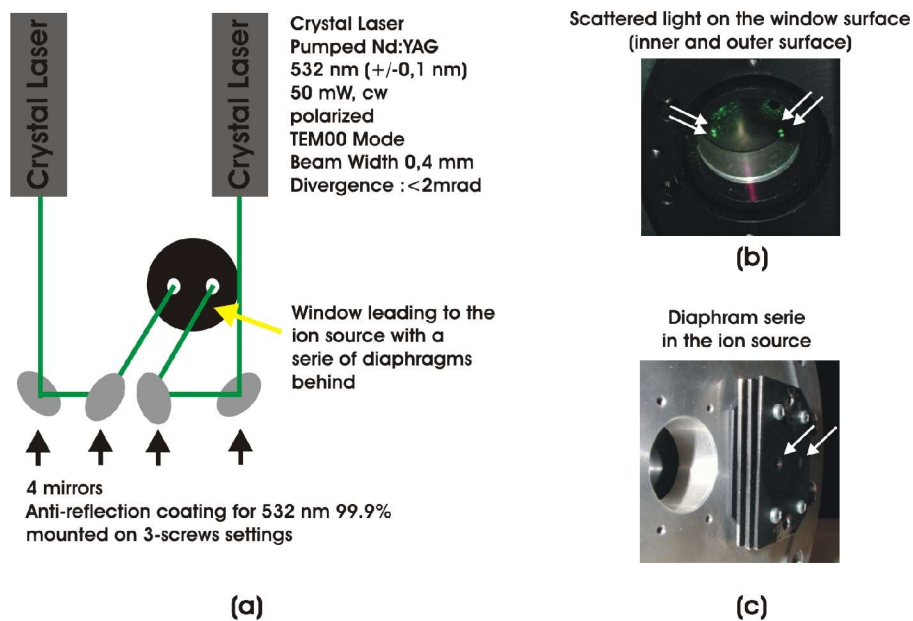 Crystal Laser
Crystal Laser
Crystal Laser
Pumped Nd:YAG
532 nm (+/-0,1 nm)
50 mW, cw
polarized
TEM00 Mode
Beam Width 0,4 mm
Divergence :<2mrad
Window leading to the
ion source with a
serie of diaphragms
behind
4 mirrors
Anti-reflection coating for 532 nm 99.9%
mounted on 3-screws settings
(a)
Scattered light on the window surface
(inner and outer surface)
(b)
Diaphram serie
in the ion source
(c)